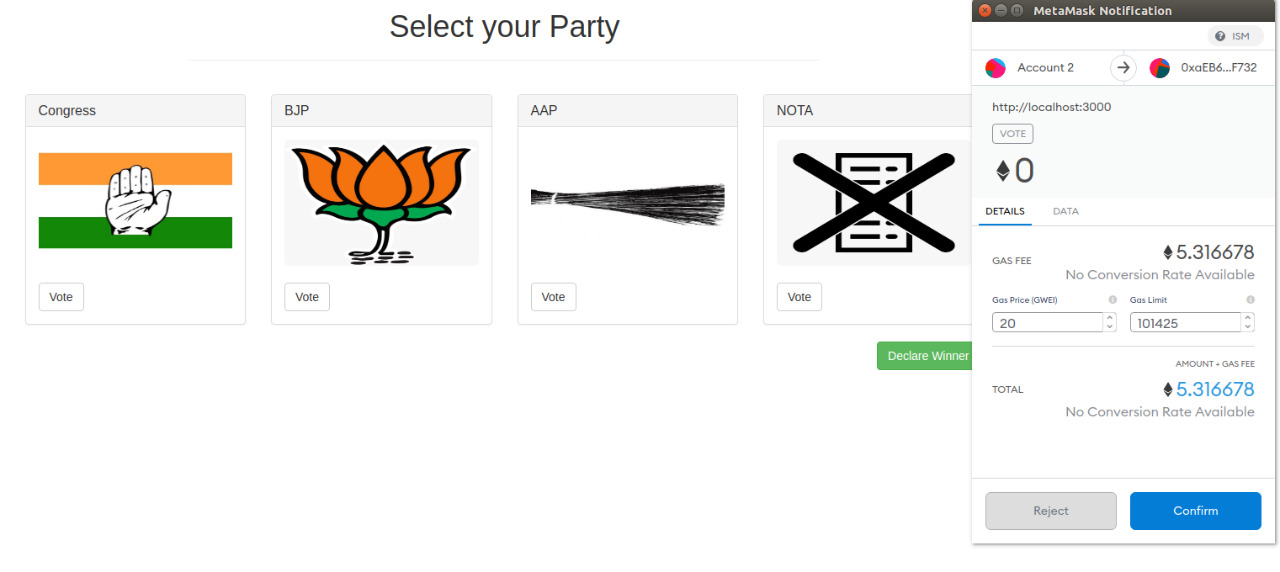 Select your Party
Congress
Vote
BJP
Vote
AAP
Vote
NOTA
Vote
Declare Winner
MetaMask Notification
? ISM
Account 2
0xaEB6...F732
http://localhost:3000
VOTE
0
DETAILS DATA
GAS FEE
5.316678
No Conversion Rate Available
Gas Price (GWEI)
20
Gas Limit
101425
AMOUNT + GAS FEE
TOTAL
5.316678
No Conversion Rate Available
Reject
Confirm